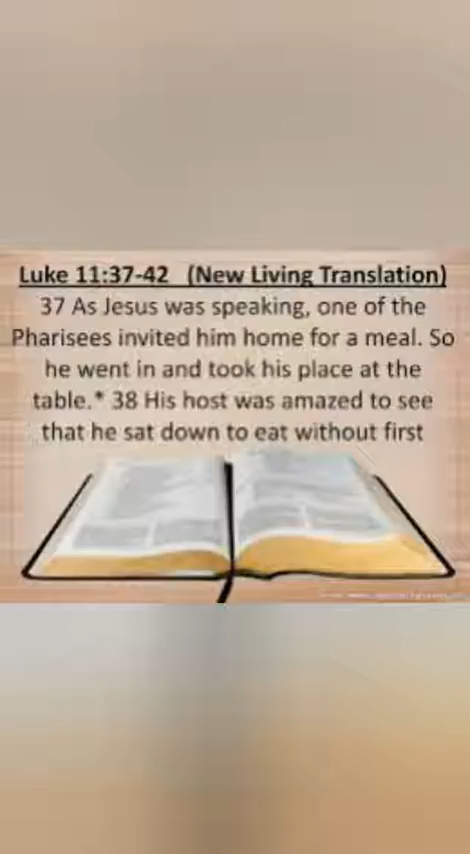 Luke 11:37-42 (New Living Translation)
37 As Jesus was speaking, one of the
Pharisees invited him home for a meal. So
he went in and took his place at the
table.* 38 His host was amazed to see
that he sat down to eat without first